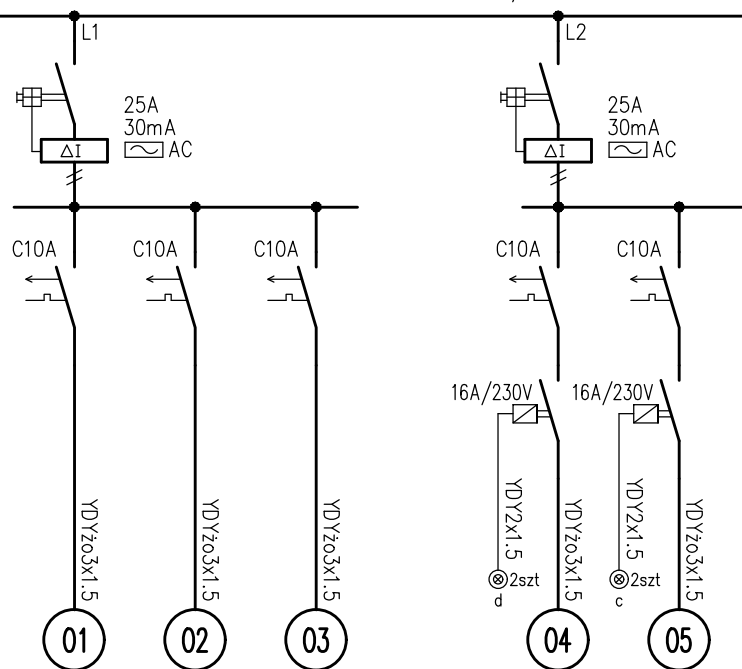 L1
L2
25A
30mA
AC
ΔI
25A
30mA
AC
ΔI
C10A
C10A
C10A
C10A
C10A
16A/230V
16A/230V
YDYżo3x1.5
YDYżo3x1.5
YDYżo3x1.5
YDY2x1.5
YDYżo3x1.5
YDY2x1.5
YDYżo3x1.5
2szt
d
2szt
c
01
02
03
04
05